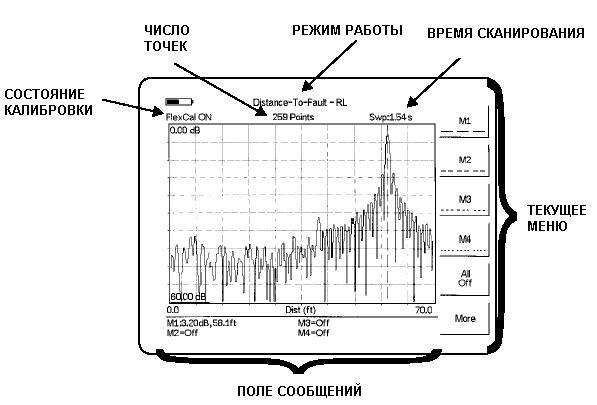 ЧИСЛО
ТОЧЕК
РЕЖИМ РАБОТЫ
ВРЕМЯ СКАНИРОВАНИЯ
СОСТОЯНИЕ
КАЛИБРОВКИ
Distance-To-Fault - RL
FlexCal ON
259 Points
Swp:1.54 s
0.00 dB
M1
M2
M3
M4
All
Off
More
ТЕКУЩЕЕ
МЕНЮ
60.00 dB
0.0
Dist (ft)
70.0
M1:3.20dB,58.1ft
M3=Off
M2=Off
M4=Off
ПОЛЕ СООБЩЕНИЙ